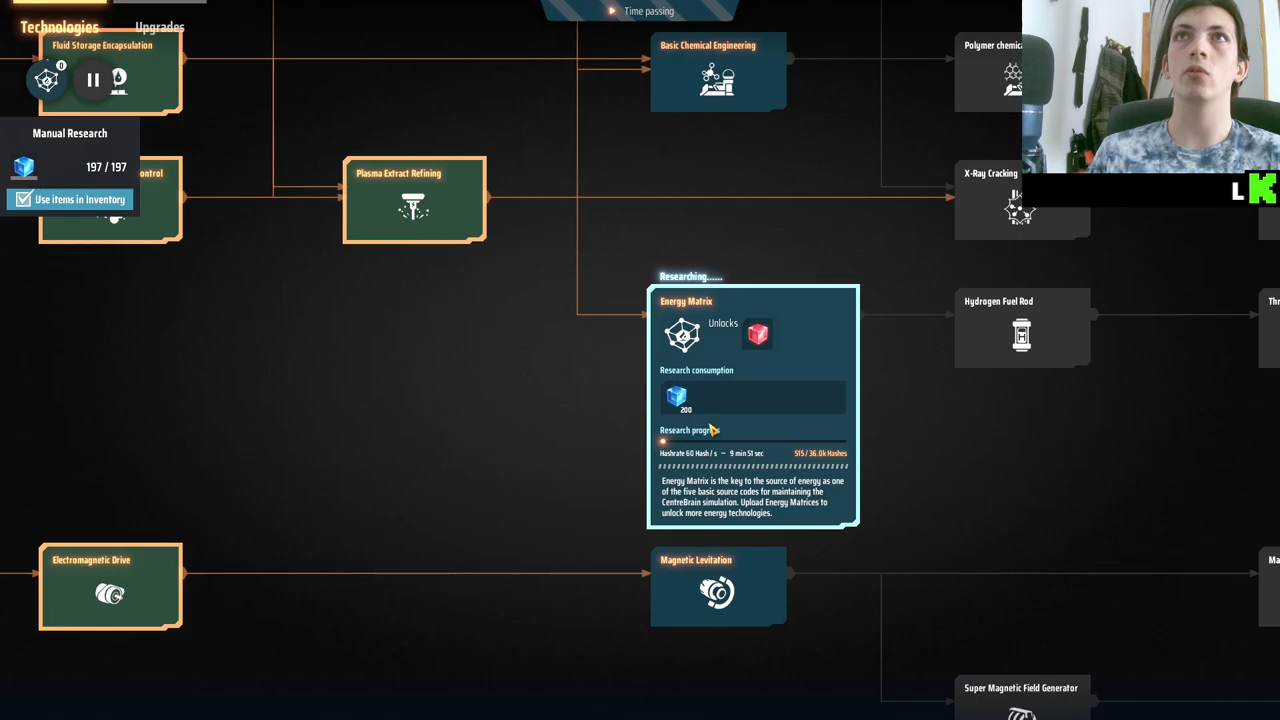 Time passing
Technologies
Upgrades
Fluid Storage Encapsulation
0
Manual Research
197 / 197
Use items in Inventory
ontrol
Plasma Extract Refining
Basic Chemical Engineering
Polymer chemica
X-Ray Cracking
L
Researching......
Energy Matrix
Unlocks
Research consumption
200
Research progress
Hashrate 60 Hash / s ~ 9 min 51 sec 515 / 36.0k Hashes
Energy Matrix is the key to the source of energy as one
of the five basic source codes for maintaining the
CentreBrain simulation. Upload Energy Matrices to
unlock more energy technologies.
Hydrogen Fuel Rod
Thr
Electromagnetic Drive
Magnetic Levitation
Ma
Super Magnetic Field Generator